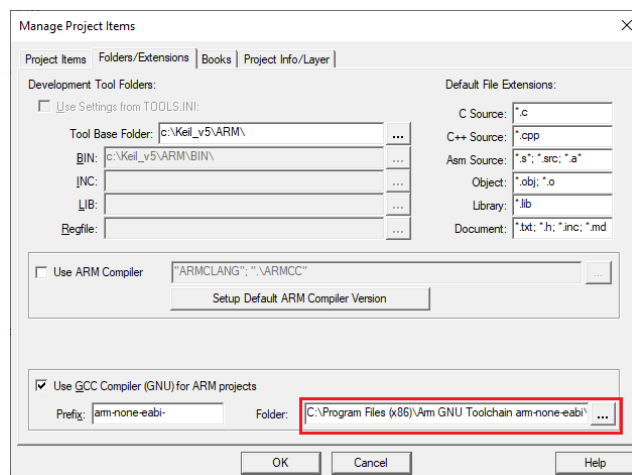 Manage Project Items
Project Items Folders/Extensions Books Project Info/Layer
Development Tool Folders:
Use Settings from TOOLS.INI:
Tool Base Folder: c:\Keil_v5\ARM\ ...
BIN: c:\Keil_v5\ARM\BIN\ ...
INC: ...
LIB: ...
Regfile: ...
Default File Extensions:
C Source: *.c
C++ Source: *.cpp
Asm Source: *.s*; *.src; *.a*
Object: *.obj; *.o
Library: *.lib
Document: *.txt; *.h; *.inc; *.md
Use ARM Compiler "ARMCLANG"; ".\ARMCC" ...
Setup Default ARM Compiler Version
Use GCC Compiler (GNU) for ARM projects
Prefix: arm-none-eabi- Folder: C:\Program Files (x86)\Arm GNU Toolchain arm-none-eabi\ ...
OK Cancel Help